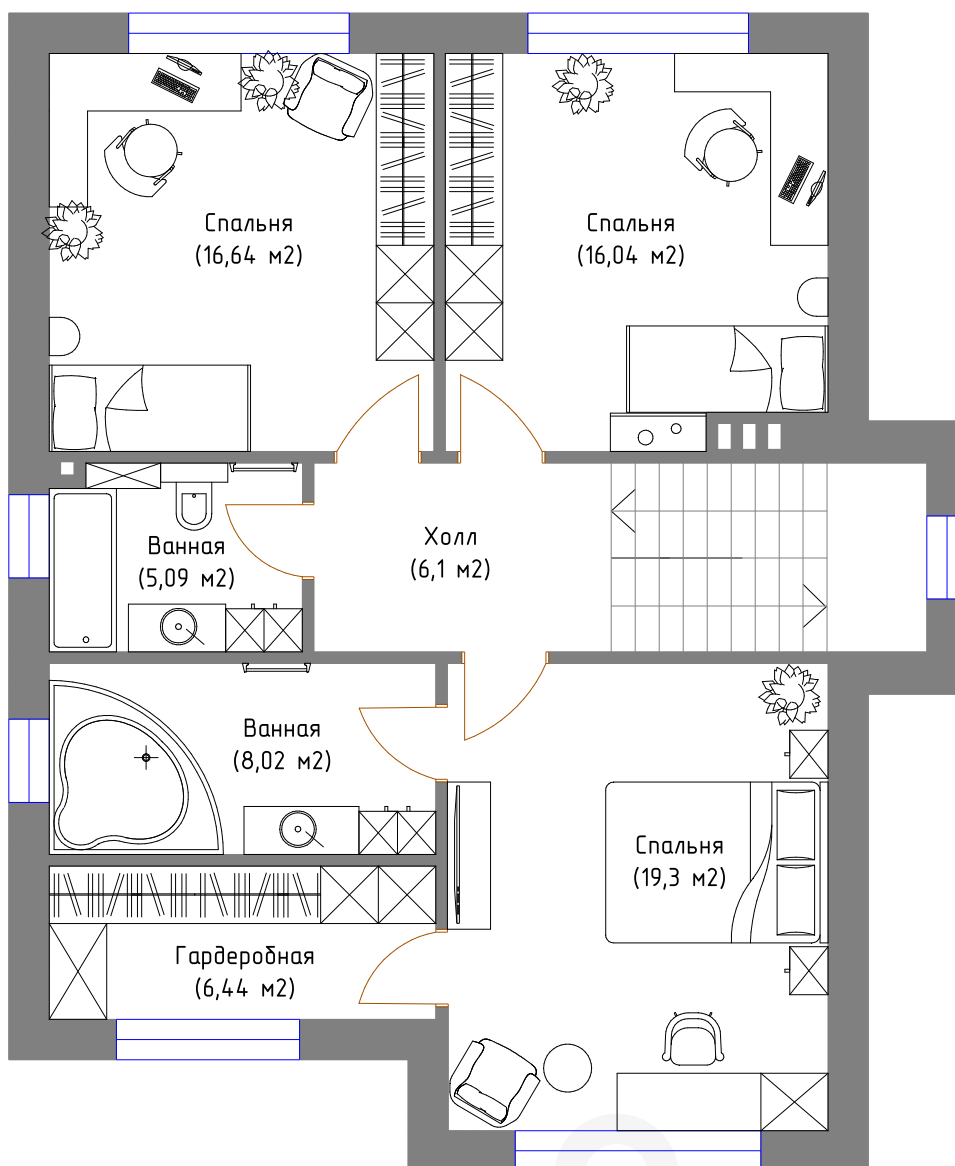 Спальня
(16,64 м2)
Спальня
(16,04 м2)
Ванная
(5,09 м2)
Холл
(6,1 м2)
Ванная
(8,02 м2)
Спальня
(19,3 м2)
Гардеробная
(6,44 м2)